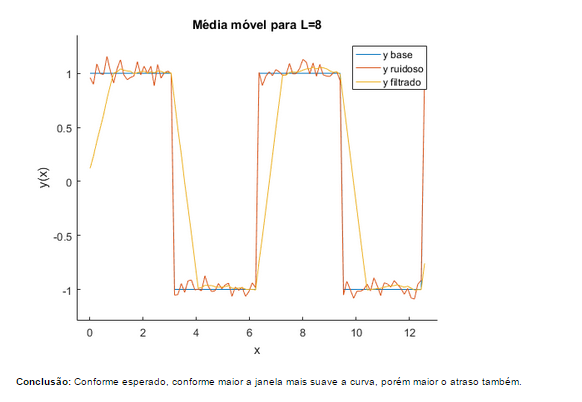 Média móvel para L=8
y base
y ruidoso
y filtrado
1
0.5
0
-0.5
-1
y(x)
0 2 4 6 8 10 12
x
Conclusão: Conforme esperado, conforme maior a janela mais suave a curva, porém maior o atraso também.